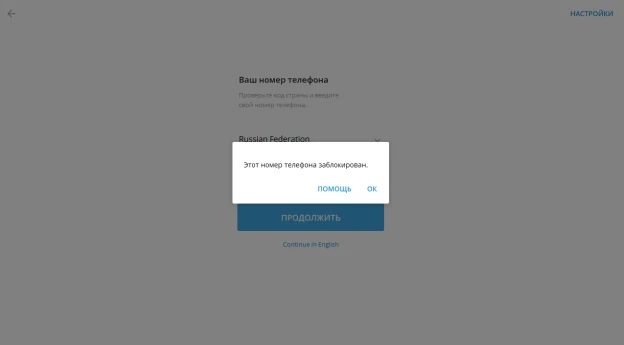 НАСТРОЙКИ
Ваш номер телефона
Проверьте код страны и введите
свой номер телефона.
Russian Federation
Этот номер телефона заблокирован.
ПОМОЩЬ ОК
ПРОДОЛЖИТЬ
Continue in English